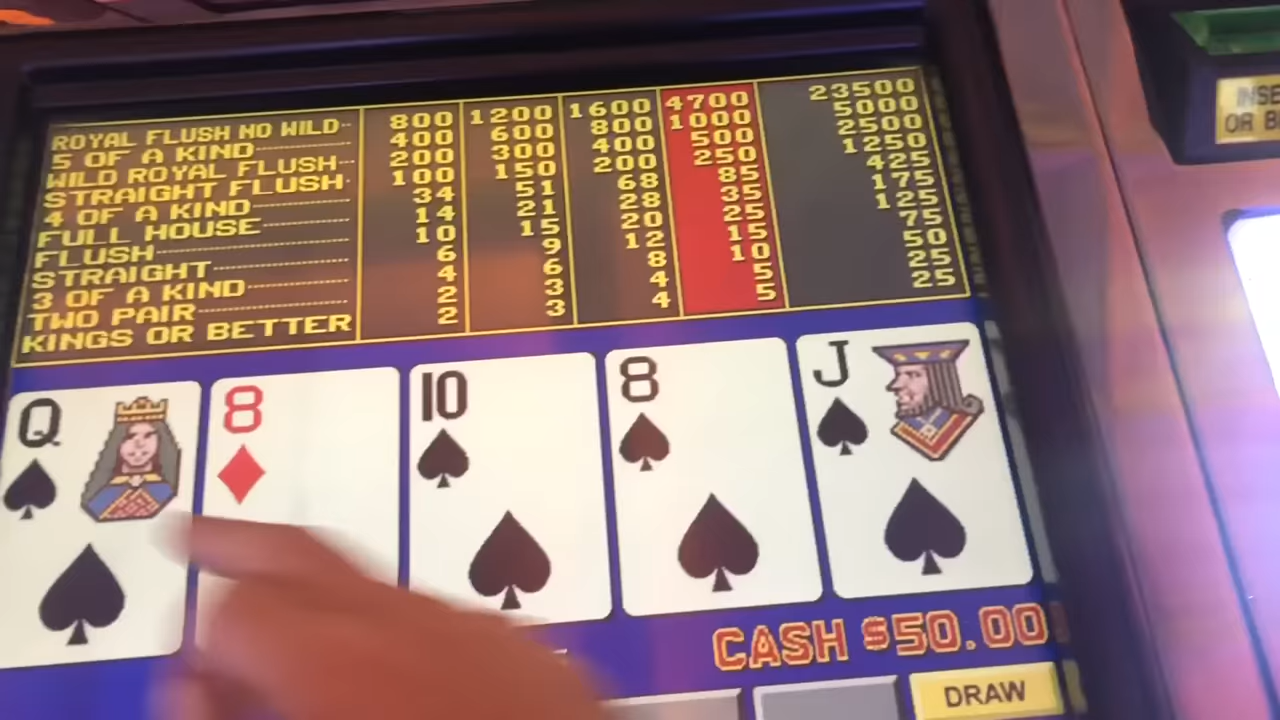 ROYAL FLUSH NO WILD 800 1200 1600 4700 23500
5 OF A KIND 400 600 800 1000 5000
WILD ROYAL FLUSH 200 300 400 500 2500
STRAIGHT FLUSH 100 150 200 250 1250
4 OF A KIND 34 51 68 85 425
FULL HOUSE 14 21 28 35 175
FLUSH 10 15 20 25 125
STRAIGHT 6 9 12 15 75
3 OF A KIND 4 6 8 10 50
TWO PAIR 2 3 4 5 25
KINGS OR BETTER 2 3 4 5 25
Q 8 10 8 J
CASH $50.00
DRAW
OR